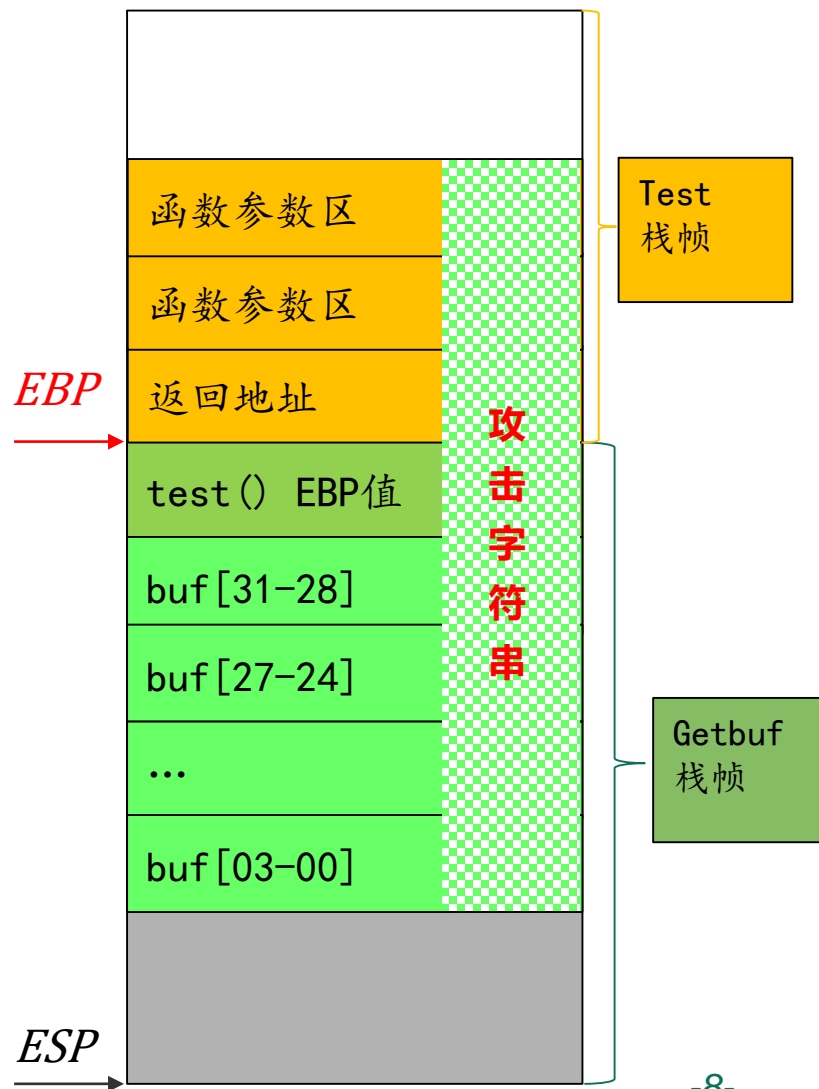 函数参数区
函数参数区
返回地址
test() EBP值
buf[31-28]
buf[27-24]
…
buf[03-00]
攻
击
字
符
串
EBP
ESP
Test
栈帧
Getbuf
栈帧
-8-